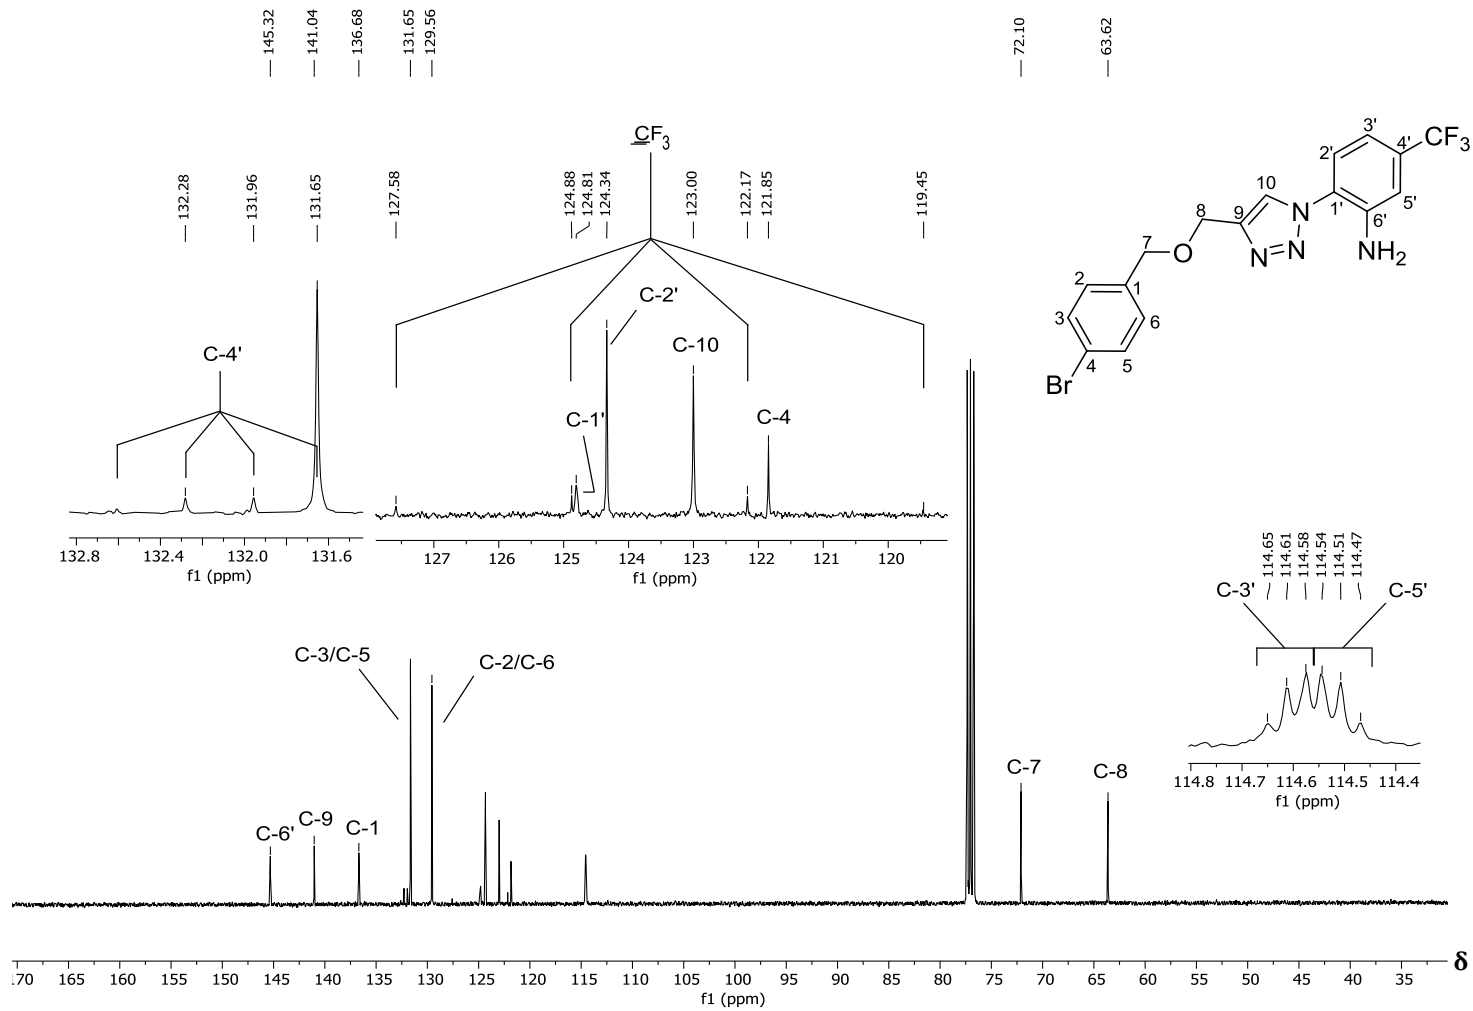 145.32
141.04
136.68
131.65
129.56
72.10
63.62
CF3
132.28
131.96
131.65
127.58
124.88
124.81
124.34
123.00
122.17
121.85
119.45
3'
2'
4'
CF3
10
5'
8
9
1'
6'
N
7
O
N=N
NH2
2
1
3
6
4
5
Br
C-4'
C-2'
C-10
C-1'
C-4
132.8 132.4 132.0 131.6
f1 (ppm)
127 126 125 124 123 122 121 120
f1 (ppm)
114.65
114.61
114.58
114.54
114.51
114.47
C-3'
C-5'
114.8 114.7 114.6 114.5 114.4
f1 (ppm)
C-3/C-5
C-2/C-6
C-6'
C-9
C-1
C-7
C-8
170 165 160 155 150 145 140 135 130 125 120 115 110 105 100 95 90 85 80 75 70 65 60 55 50 45 40 35
δ
f1 (ppm)